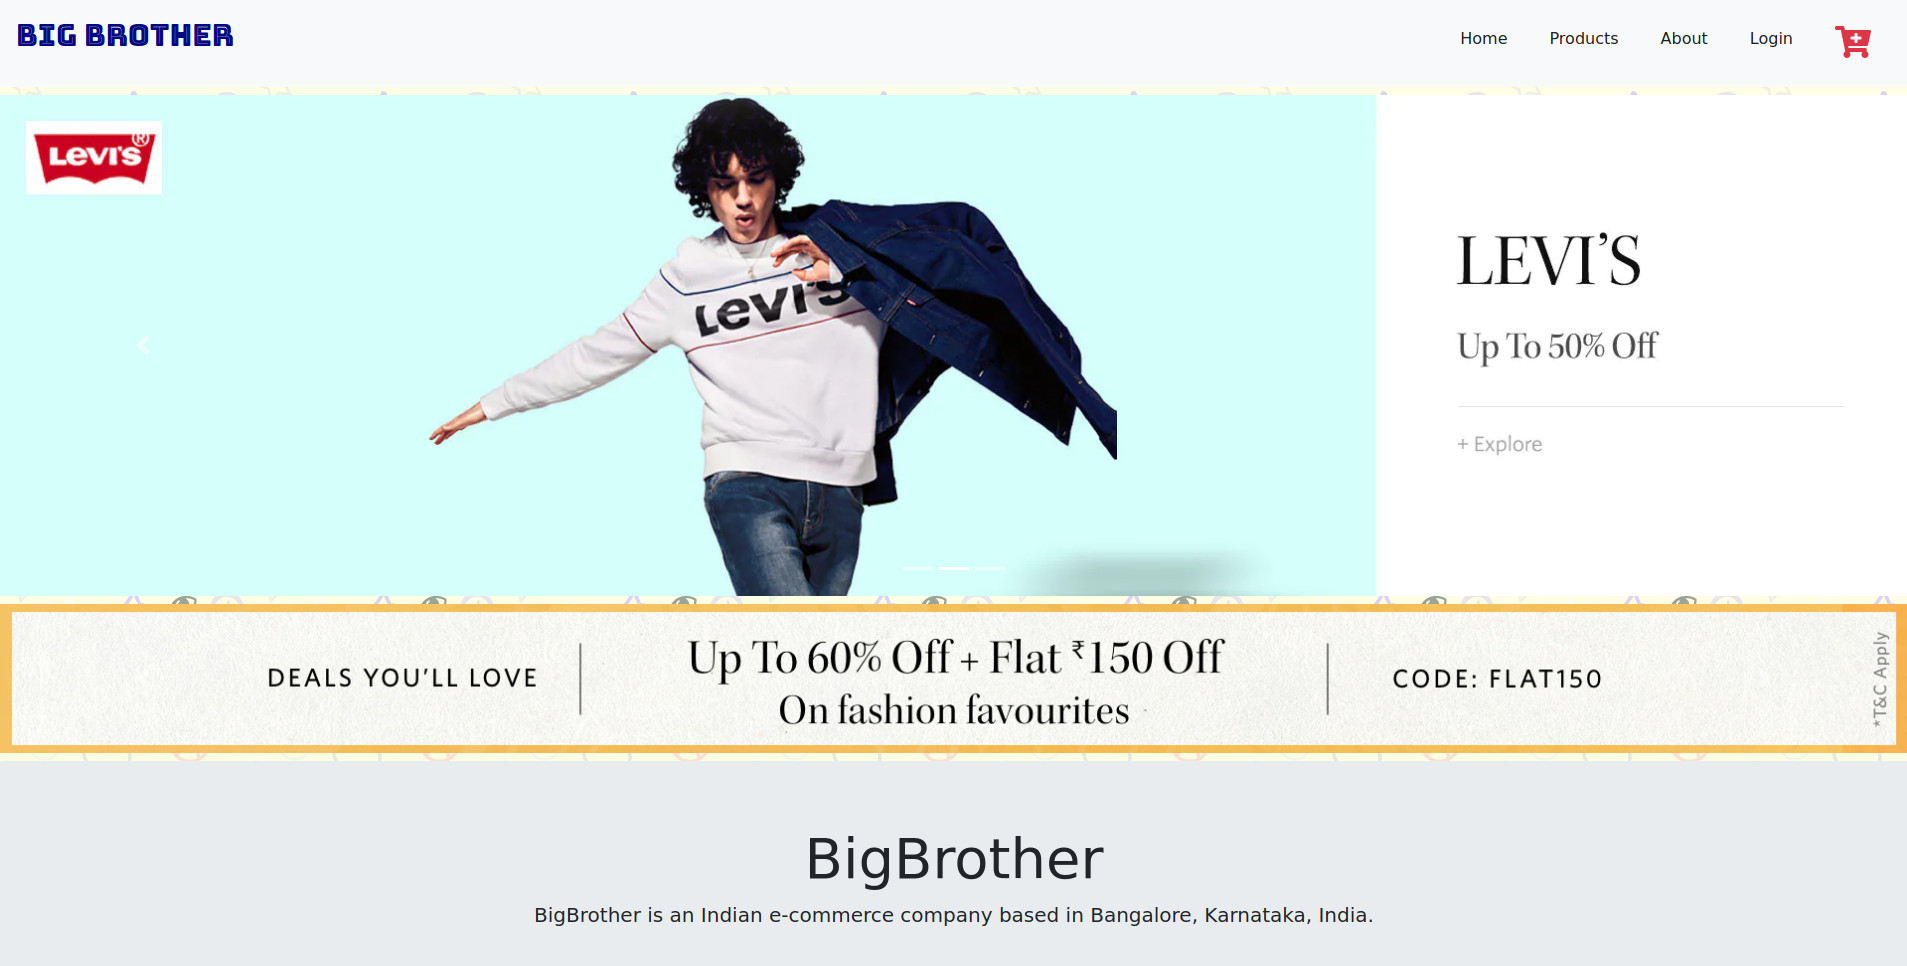 BIG BROTHER
Home
Products
About
Login
LEVI'S®
LEVI'S
LEVI'S
Up To 50% Off
+ Explore
DEALS YOU'LL LOVE
Up To 60% Off + Flat ₹150 Off
On fashion favourites
CODE: FLAT150
*T&C Apply
BigBrother
BigBrother is an Indian e-commerce company based in Bangalore, Karnataka, India.